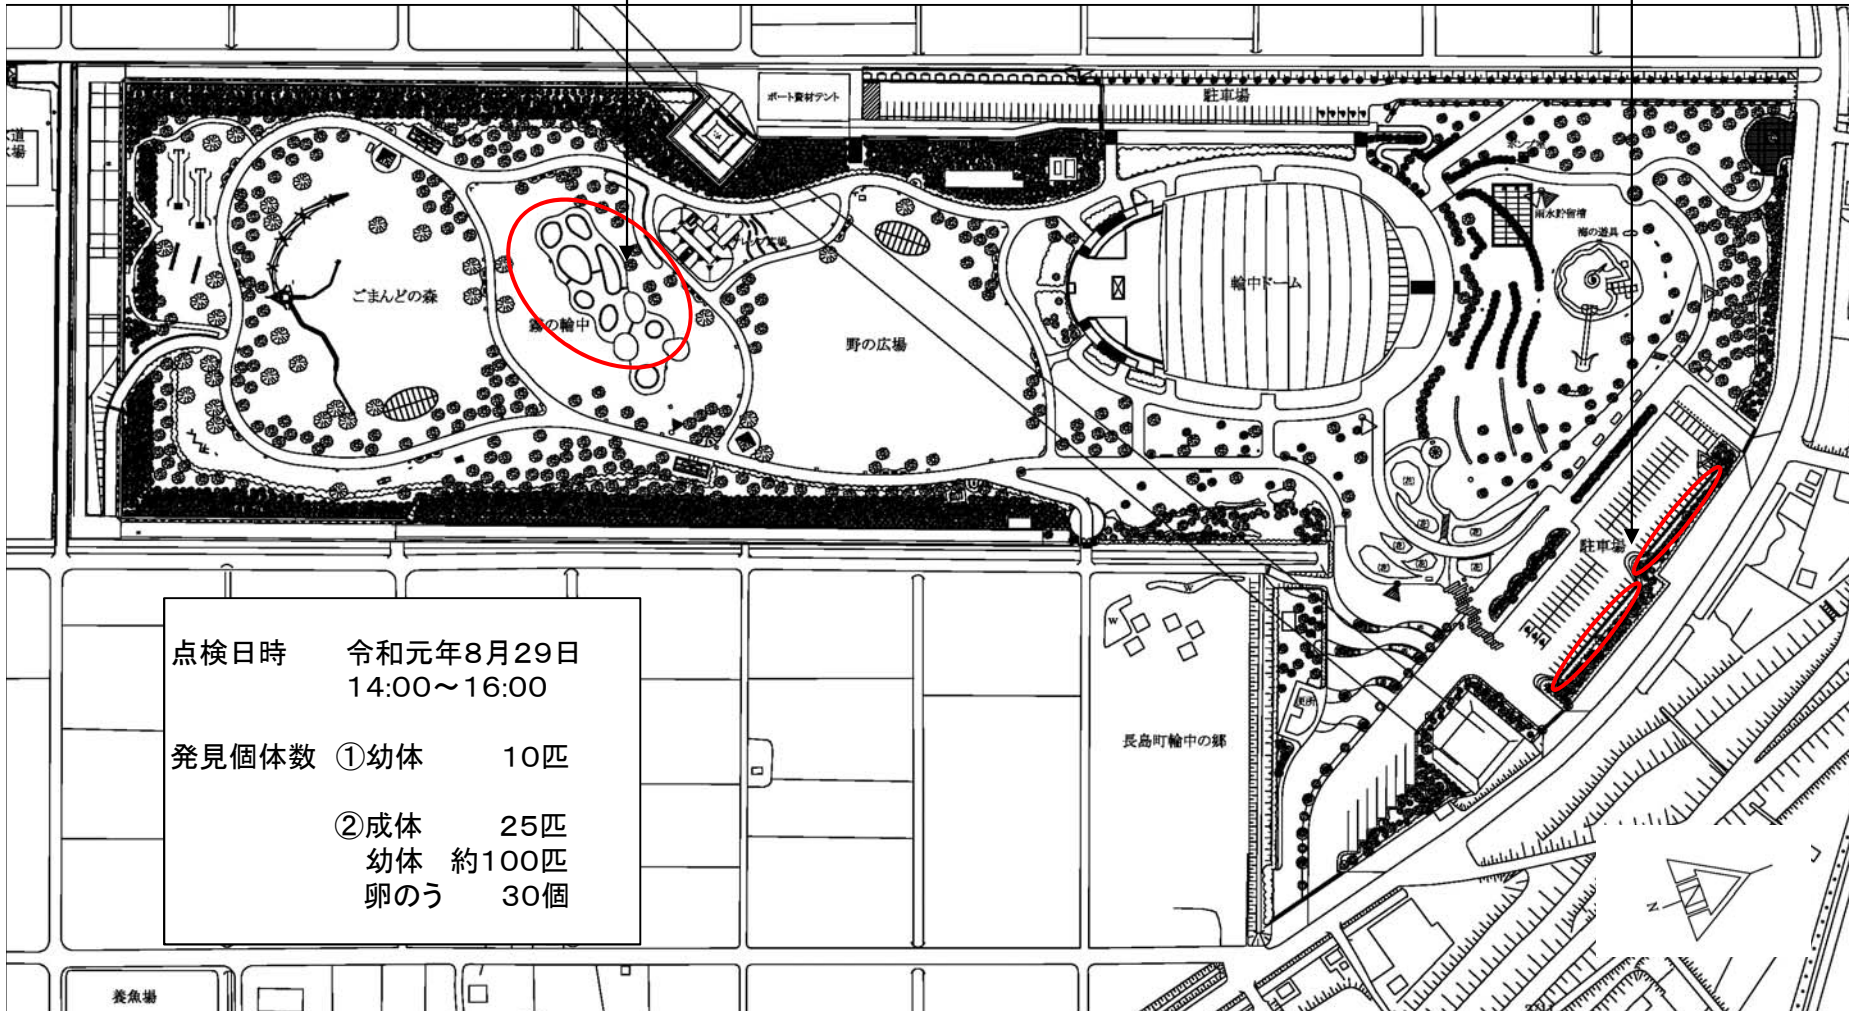 ボート資材テント
駐車場
雨水貯留槽
海の道具
ごまんどの森
霧の輪中
野の広場
輪中ドーム
駐車場
長島町輪中の郷
W
W
N
養魚場
点検日時 令和元年8月29日
14:00～16:00
発見個体数 ①幼体 10匹
②成体 25匹
幼体 約100匹
卵のう 30個